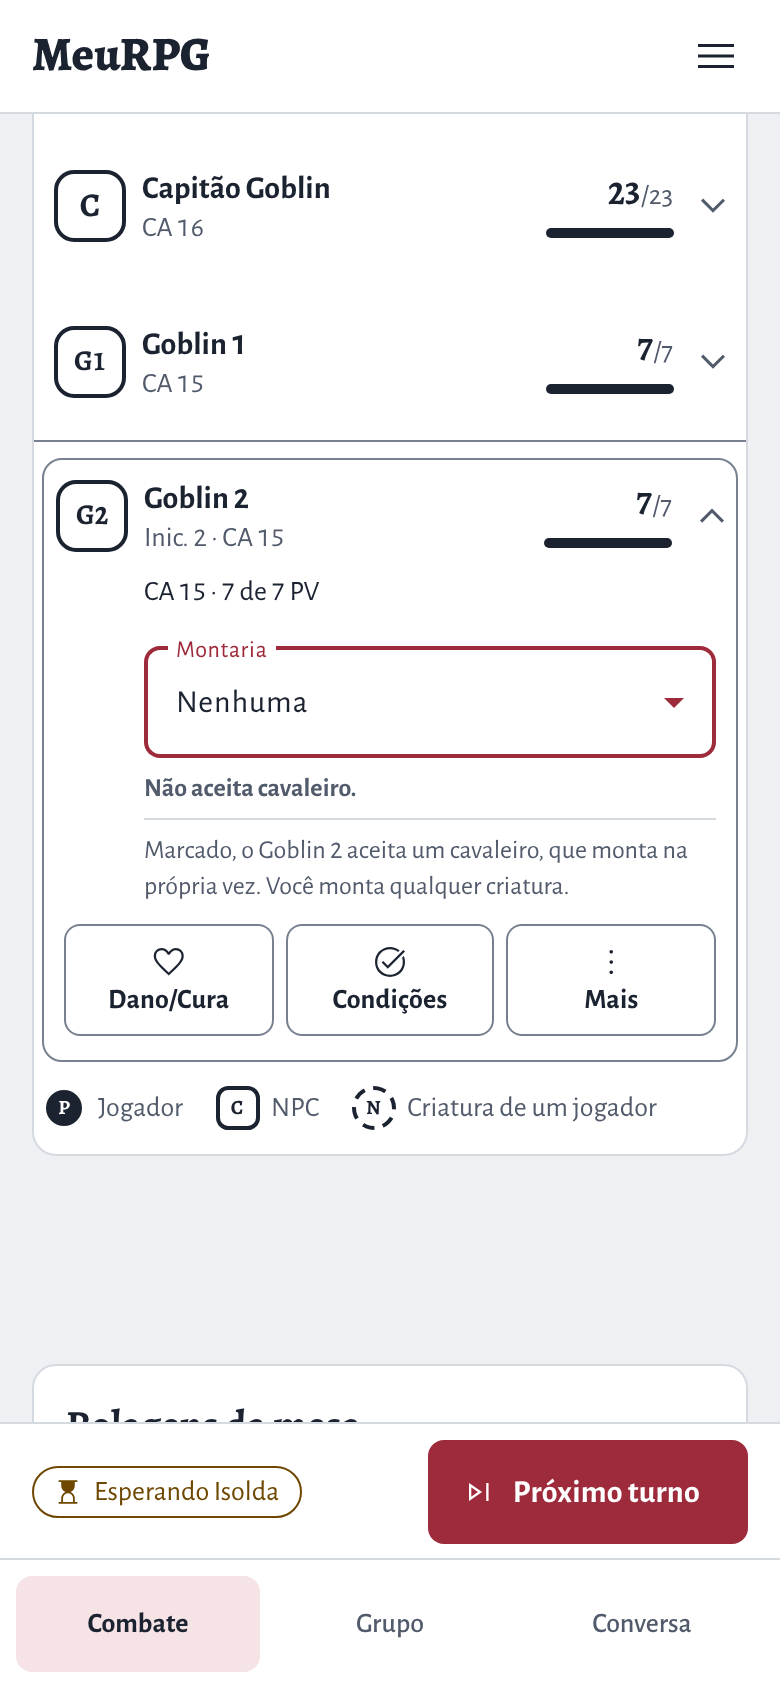 MeuRPG
C
Capitão Goblin
CA 16
23/23
G1
Goblin 1
CA 15
7/7
G2
Goblin 2
Inic. 2 · CA 15
7/7
CA 15 · 7 de 7 PV
Montaria
Nenhuma
Não aceita cavaleiro.
Marcado, o Goblin 2 aceita um cavaleiro, que monta na
própria vez. Você monta qualquer criatura.
Dano/Cura
Condições
Mais
P Jogador
C NPC
N Criatura de um jogador
Rolagens de mesa
Esperando Isolda
Próximo turno
Combate
Grupo
Conversa